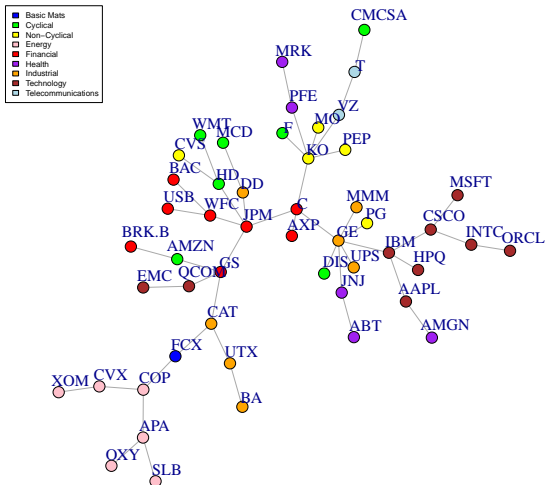 Basic Mats
Cyclical
Non-Cyclical
Energy
Financial
Health
Industrial
Technology
Telecommunications
CMCSA
T
MRK
PFE
VZ
MO
F
PEP
KO
WMT
MCD
CVS
BAC
HD
DD
USB
WFC
JPM
C
AXP
MMM
PG
GE
MSFT
CSCO
INTC
ORCL
IBM
HPQ
UPS
DIS
JNJ
AAPL
ABT
AMGN
BRK.B
AMZN
GS
EMC
QCOM
CAT
FCX
UTX
BA
XOM
CVX
COP
APA
OXY
SLB